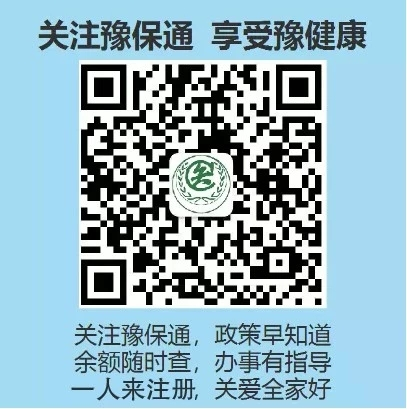 关注豫保通 享受豫健康
关注豫保通，政策早知道
余额随时查，办事有指导
一人来注册，关爱全家好